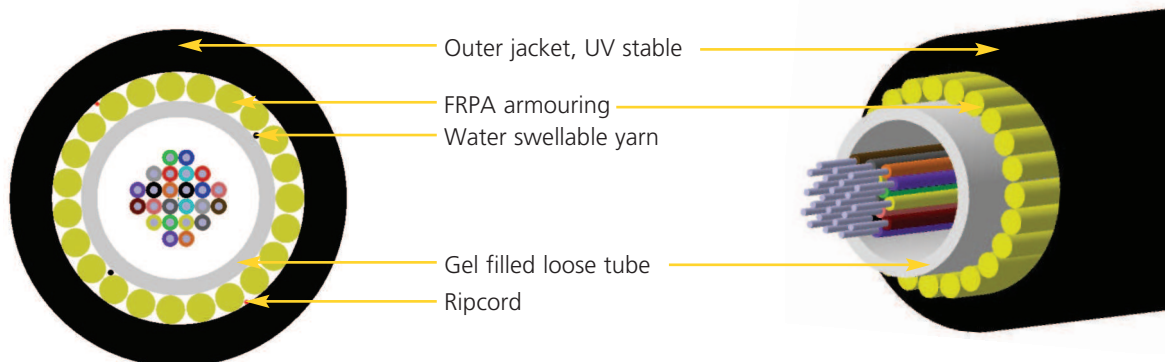 Outer jacket, UV stable
FRPA armouring
Water swellable yarn
Gel filled loose tube
Ripcord